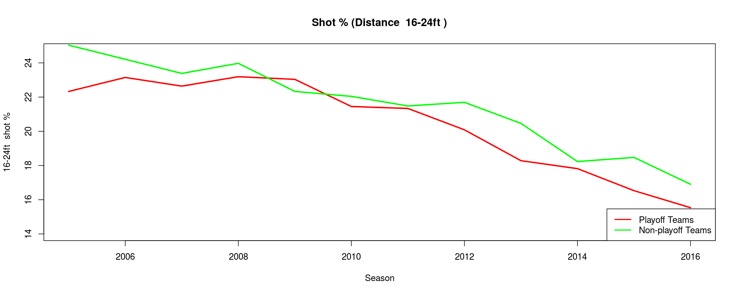 Shot % (Distance 16-24ft )
16-24ft shot %
24
22
20
18
16
14
2006
2008
2010
2012
2014
2016
Season
Playoff Teams
Non-playoff Teams